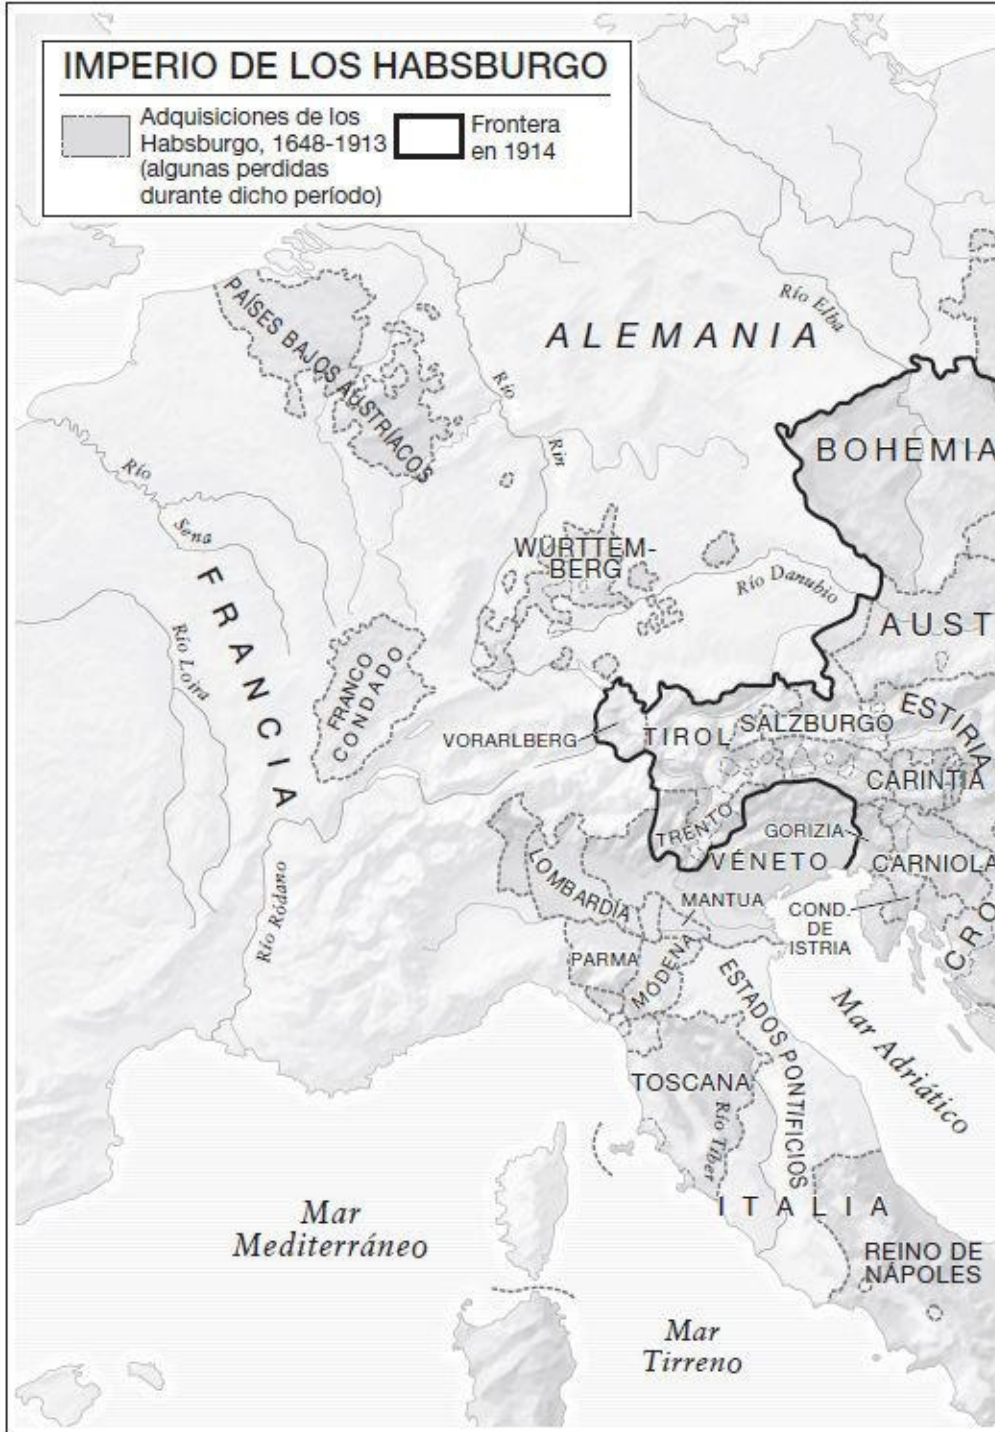 IMPERIO DE LOS HABSBURGO
Adquisiciones de los
Habsburgo, 1648-1913
(algunas perdidas
durante dicho período)
Frontera
en 1914
PAÍSES BAJOS AUSTRÍACOS
ALEMANIA
Río Elba
Río
Rin
BOHEMIA
Río
Sena
WÜRTTEM-
BERG
Río Danubio
FRANCIA
Río Loira
AUST
FRANCO
CONDADO
VORARLBERG
TIROL
SALZBURGO
ESTIRIA
CARINTIA
TRENTO
GORIZIA
VÉNETO
CARNIOLA
LOMBARDÍA
MANTUA
COND.
DE
ISTRIA
CRO
Río Ródano
PARMA
MÓDENA
ESTADOS PONTIFICIOS
Mar Adriático
TOSCANA
Río Tíber
ITALIA
Mar
Mediterráneo
REINO DE
NÁPOLES
Mar
Tirreno